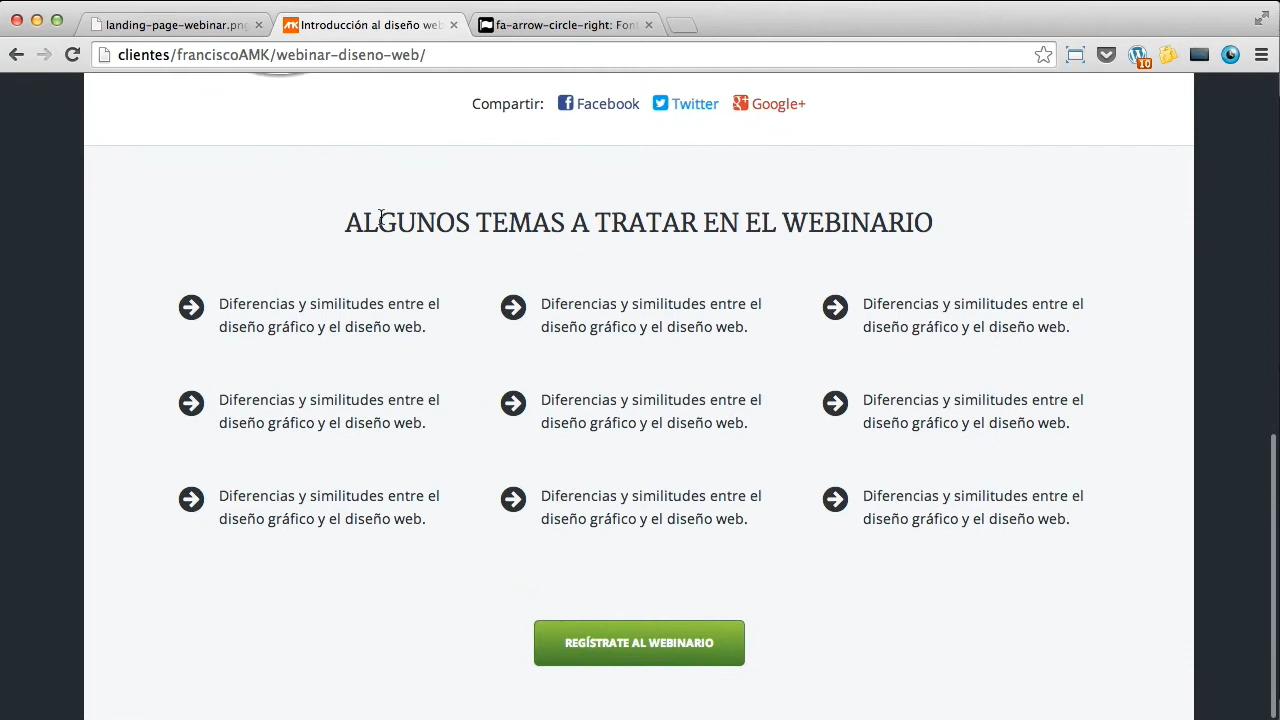 landing-page-webinar.png
Introducción al diseño web
fa-arrow-circle-right: Font
clientes/franciscoAMK/webinar-diseno-web/
10
Compartir: Facebook Twitter Google+
ALGUNOS TEMAS A TRATAR EN EL WEBINARIO
Diferencias y similitudes entre el
diseño gráfico y el diseño web.
Diferencias y similitudes entre el
diseño gráfico y el diseño web.
Diferencias y similitudes entre el
diseño gráfico y el diseño web.
Diferencias y similitudes entre el
diseño gráfico y el diseño web.
Diferencias y similitudes entre el
diseño gráfico y el diseño web.
Diferencias y similitudes entre el
diseño gráfico y el diseño web.
Diferencias y similitudes entre el
diseño gráfico y el diseño web.
Diferencias y similitudes entre el
diseño gráfico y el diseño web.
Diferencias y similitudes entre el
diseño gráfico y el diseño web.
REGÍSTRATE AL WEBINARIO